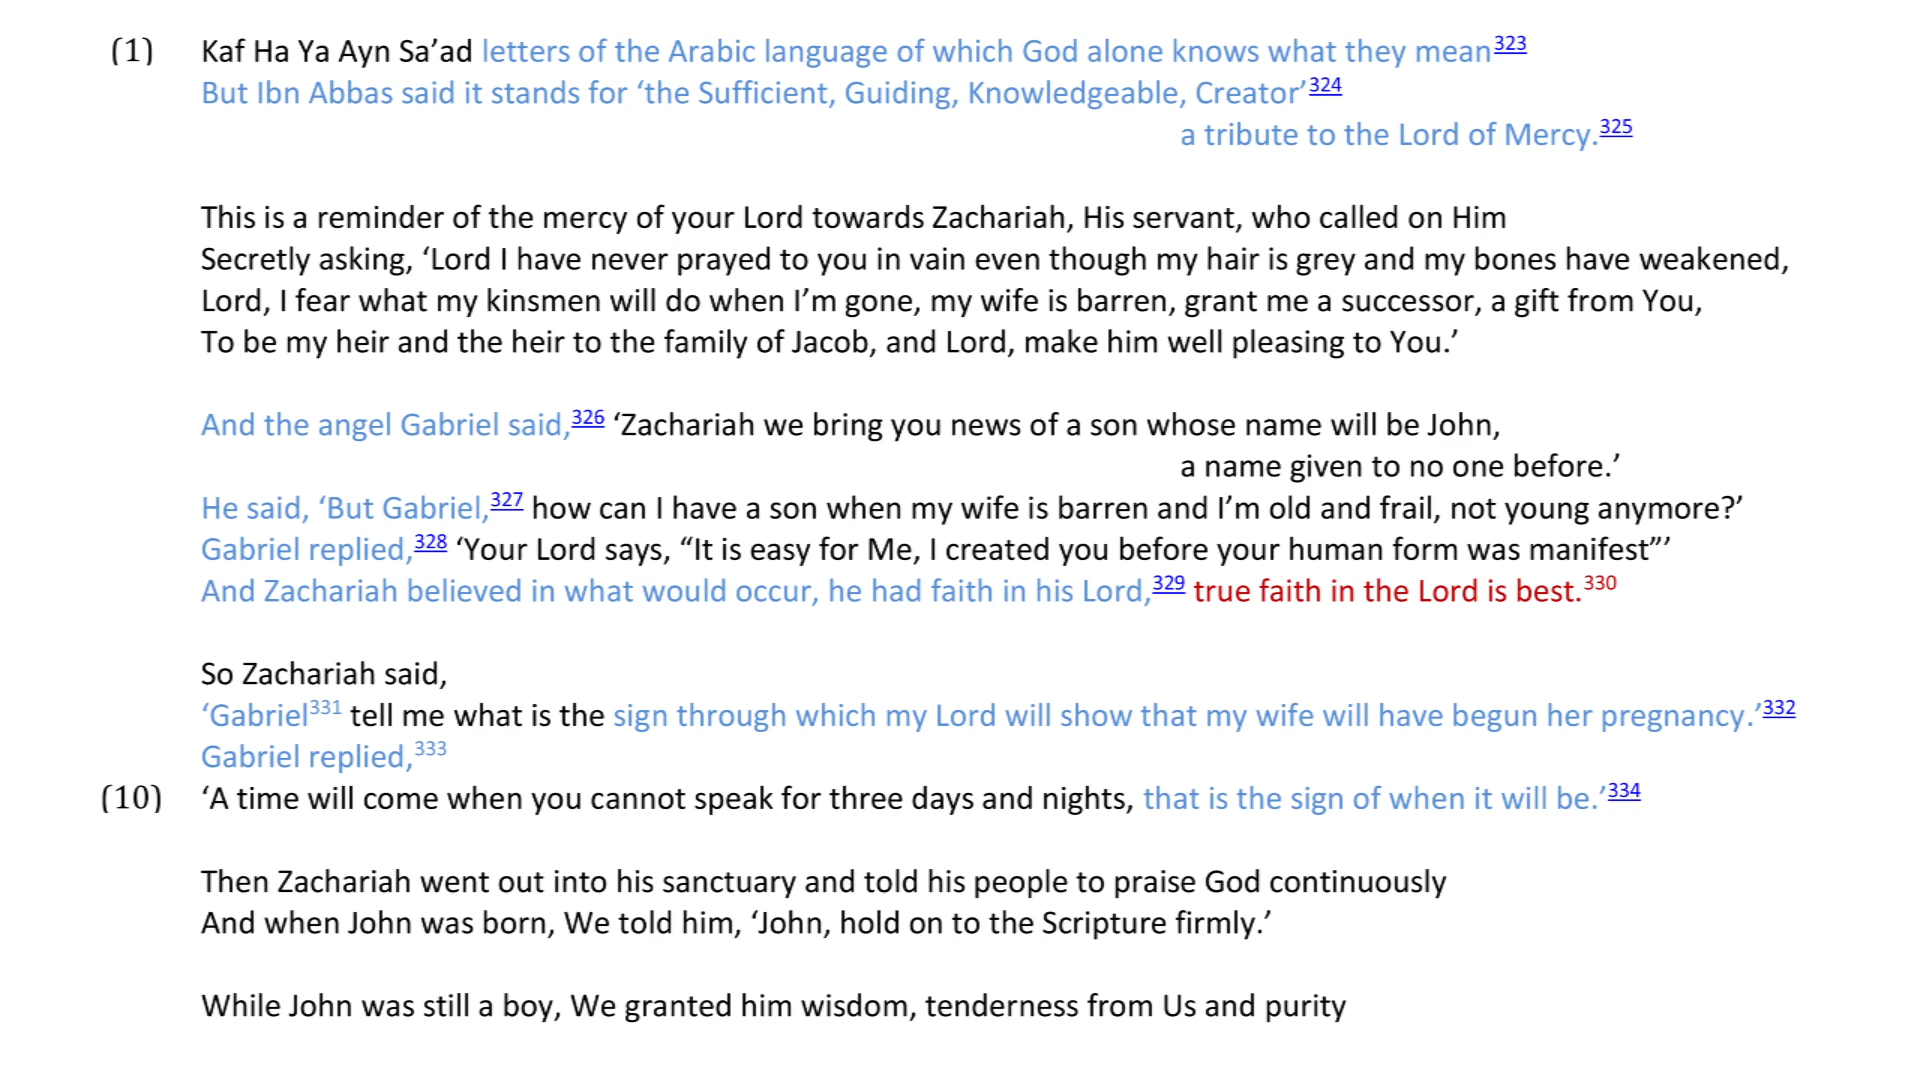 (1) Kaf Ha Ya Ayn Sa’ad letters of the Arabic language of which God alone knows what they mean323
But Ibn Abbas said it stands for ‘the Sufficient, Guiding, Knowledgeable, Creator’324
a tribute to the Lord of Mercy.325
This is a reminder of the mercy of your Lord towards Zachariah, His servant, who called on Him
Secretly asking, ‘Lord I have never prayed to you in vain even though my hair is grey and my bones have weakened,
Lord, I fear what my kinsmen will do when I’m gone, my wife is barren, grant me a successor, a gift from You,
To be my heir and the heir to the family of Jacob, and Lord, make him well pleasing to You.’
And the angel Gabriel said,326 ‘Zachariah we bring you news of a son whose name will be John,
a name given to no one before.’
He said, ‘But Gabriel,327 how can I have a son when my wife is barren and I’m old and frail, not young anymore?’
Gabriel replied,328 ‘Your Lord says, “It is easy for Me, I created you before your human form was manifest”’
And Zachariah believed in what would occur, he had faith in his Lord,329 true faith in the Lord is best.330
So Zachariah said,
‘Gabriel331 tell me what is the sign through which my Lord will show that my wife will have begun her pregnancy.’332
Gabriel replied,333
(10) ‘A time will come when you cannot speak for three days and nights, that is the sign of when it will be.’334
Then Zachariah went out into his sanctuary and told his people to praise God continuously
And when John was born, We told him, ‘John, hold on to the Scripture firmly.’
While John was still a boy, We granted him wisdom, tenderness from Us and purity